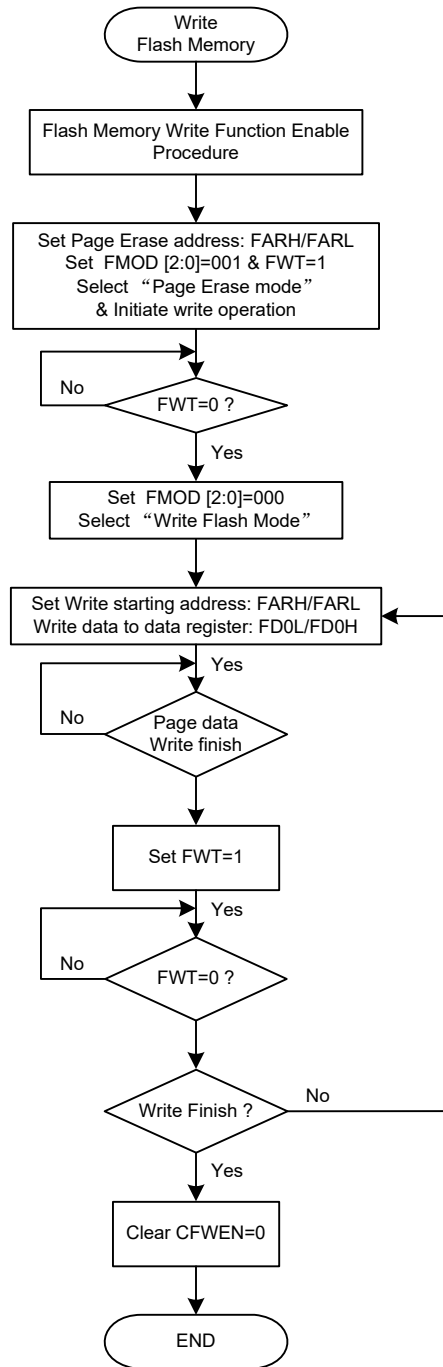 Write
Flash Memory
Flash Memory Write Function Enable
Procedure
Set Page Erase address: FARH/FARL
Set FMOD [2:0]=001 & FWT=1
Select “Page Erase mode”
& Initiate write operation
No
FWT=0 ?
Yes
Set FMOD [2:0]=000
Select “Write Flash Mode”
Set Write starting address: FARH/FARL
Write data to data register: FD0L/FD0H
Yes
No
Page data
Write finish
Set FWT=1
Yes
No
FWT=0 ?
Write Finish ?
No
Yes
Clear CFWEN=0
END